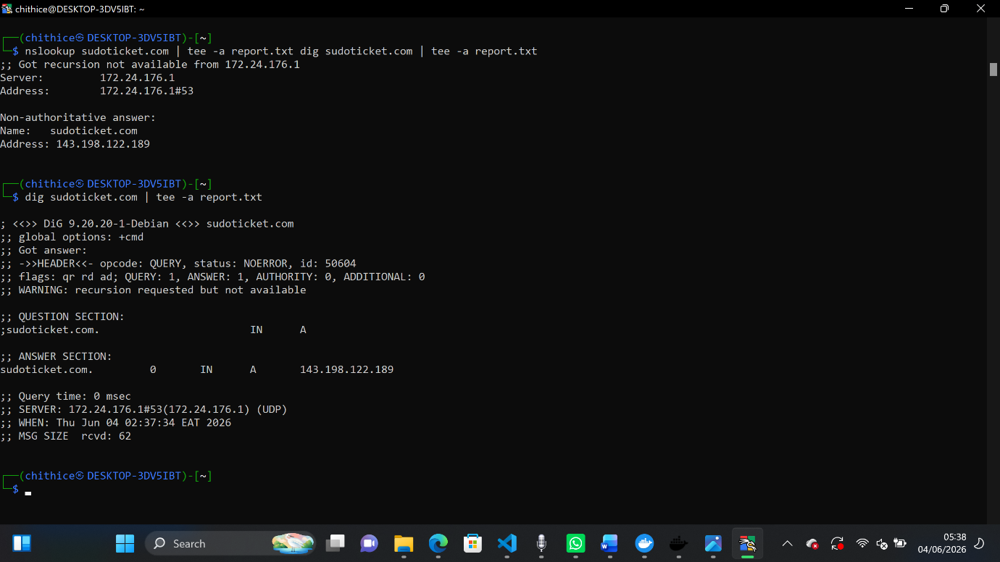 chithice@DESKTOP-3DV5IBT: ~
┌──(chithice㉿DESKTOP-3DV5IBT)-[~]
└─$ nslookup sudoticket.com | tee -a report.txt dig sudoticket.com | tee -a report.txt
;; Got recursion not available from 172.24.176.1
Server:         172.24.176.1
Address:        172.24.176.1#53
Non-authoritative answer:
Name:   sudoticket.com
Address: 143.198.122.189
┌──(chithice㉿DESKTOP-3DV5IBT)-[~]
└─$ dig sudoticket.com | tee -a report.txt
; <<>> DiG 9.20.20-1-Debian <<>> sudoticket.com
;; global options: +cmd
;; Got answer:
;; ->>HEADER<<- opcode: QUERY, status: NOERROR, id: 50604
;; flags: qr rd ad; QUERY: 1, ANSWER: 1, AUTHORITY: 0, ADDITIONAL: 0
;; WARNING: recursion requested but not available
;; QUESTION SECTION:
;sudoticket.com.                        IN      A
;; ANSWER SECTION:
sudoticket.com.         0       IN      A       143.198.122.189
;; Query time: 0 msec
;; SERVER: 172.24.176.1#53(172.24.176.1) (UDP)
;; WHEN: Thu Jun 04 02:37:34 EAT 2026
;; MSG SIZE  rcvd: 62
┌──(chithice㉿DESKTOP-3DV5IBT)-[~]
└─$
Search
05:38
04/06/2026